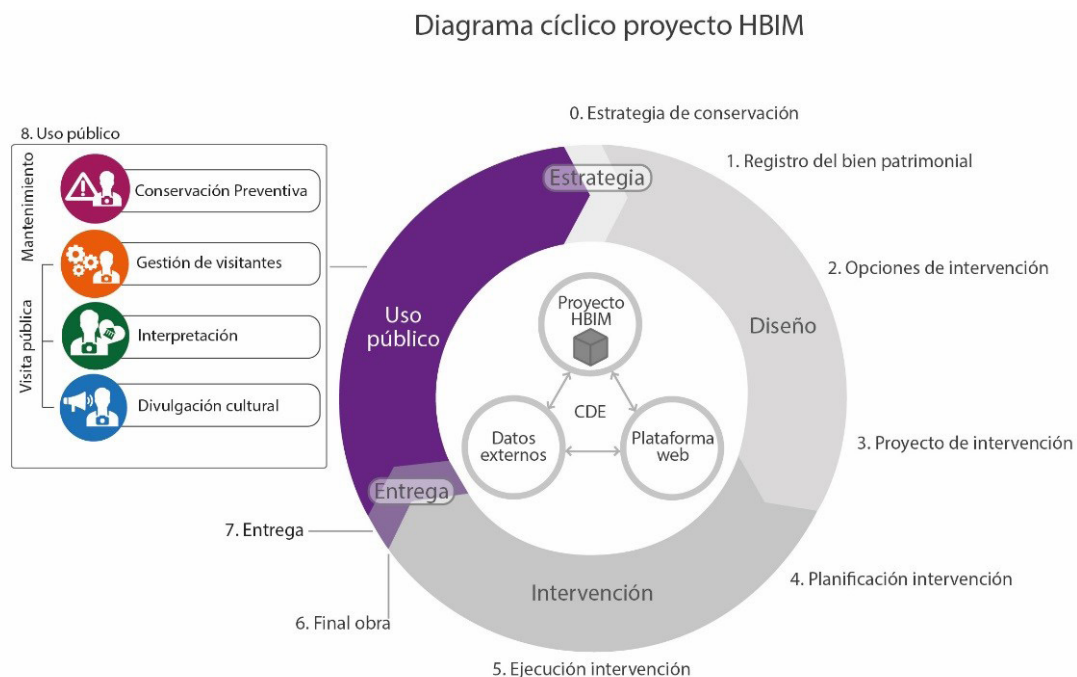 Diagrama cíclico proyecto HBIM
0. Estrategia de conservación
1. Registro del bien patrimonial
2. Opciones de intervención
3. Proyecto de intervención
4. Planificación intervención
5. Ejecución intervención
6. Final obra
7. Entrega
8. Uso público
Mantenimiento
Visita pública
Conservación Preventiva
Gestión de visitantes
Interpretación
Divulgación cultural
Estrategia
Diseño
Intervención
Entrega
Uso
público
Proyecto
HBIM
CDE
Datos
externos
Plataforma
web